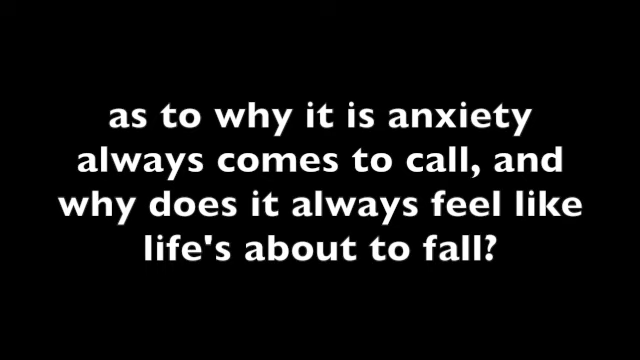 as to why it is anxiety
always comes to call, and
why does it always feel like
life's about to fall?